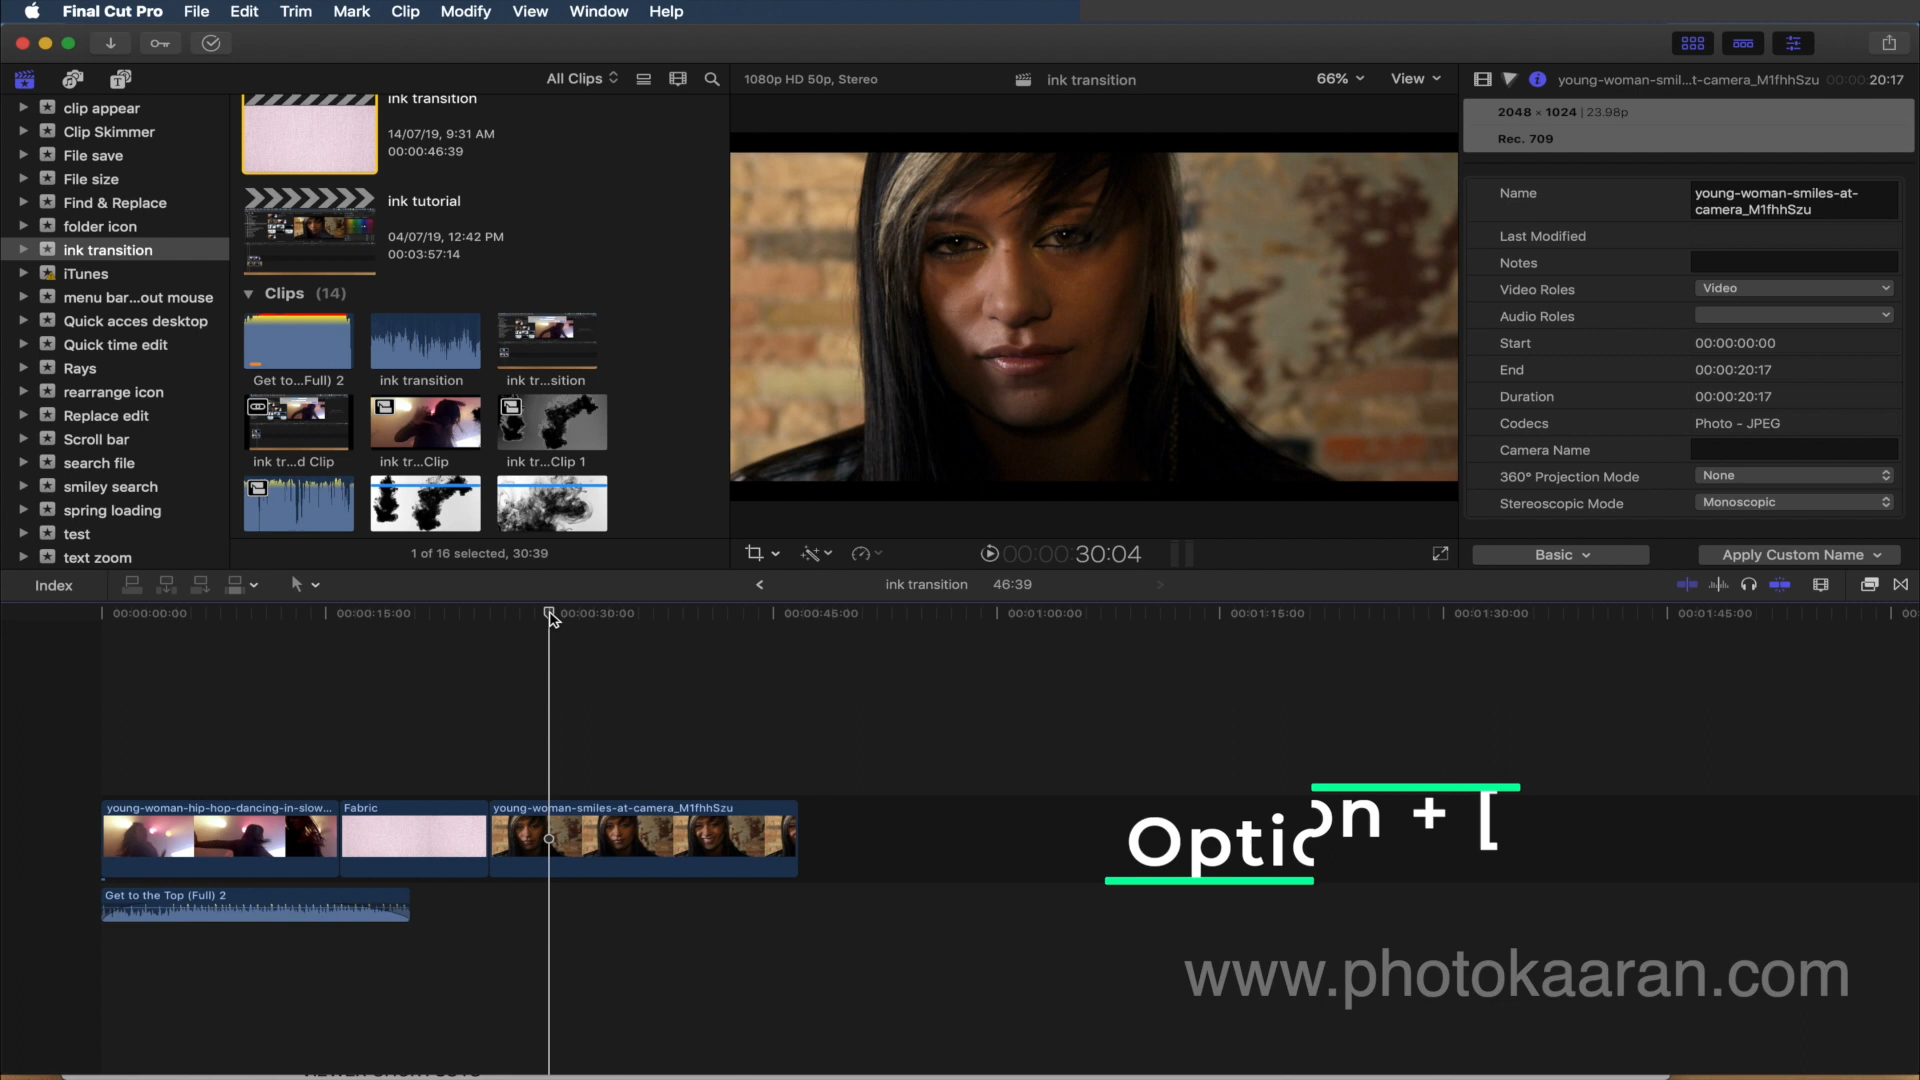 Final Cut Pro File Edit Trim Mark Clip Modify View Window Help
All Clips
1080p HD 50p, Stereo
ink transition
66%
View
young-woman-smil...t-camera_M1fhhSzu
00:00:20:17
clip appear
Clip Skimmer
File save
File size
Find & Replace
folder icon
ink transition
iTunes
menu bar...out mouse
Quick acces desktop
Quick time edit
Rays
rearrange icon
Replace edit
Scroll bar
search file
smiley search
spring loading
test
text zoom
ink transition
14/07/19, 9:31 AM
00:00:46:39
ink tutorial
04/07/19, 12:42 PM
00:03:57:14
Clips (14)
Get to...Full) 2
ink transition
ink tr...sition
ink tr...d Clip
ink tr...Clip
ink tr...Clip 1
1 of 16 selected, 30:39
00:00:30:04
2048 × 1024 | 23.98p
Rec. 709
Name
young-woman-smiles-at-
camera_M1fhhSzu
Last Modified
Notes
Video Roles Video
Audio Roles
Start 00:00:00:00
End 00:00:20:17
Duration 00:00:20:17
Codecs Photo - JPEG
Camera Name
360° Projection Mode None
Stereoscopic Mode Monoscopic
Basic
Apply Custom Name
Index
ink transition 46:39
00:00:00:00 00:00:15:00 00:00:30:00 00:00:45:00 00:01:00:00 00:01:15:00 00:01:30:00 00:01:45:00 00:
young-woman-hip-hop-dancing-in-slow...
Fabric
young-woman-smiles-at-camera_M1fhhSzu
Get to the Top (Full) 2
Option + [
www.photokaaran.com